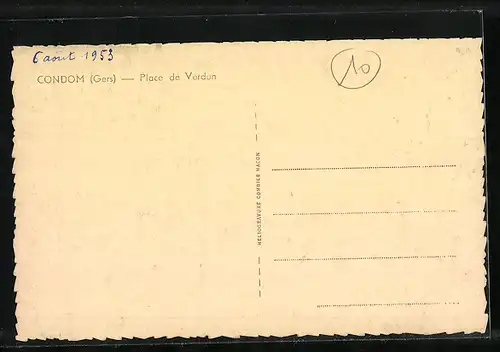 6 août 1953
CONDOM (Gers) — Place de Verdun
10
HELIOGRAVURE COMBIER MACON